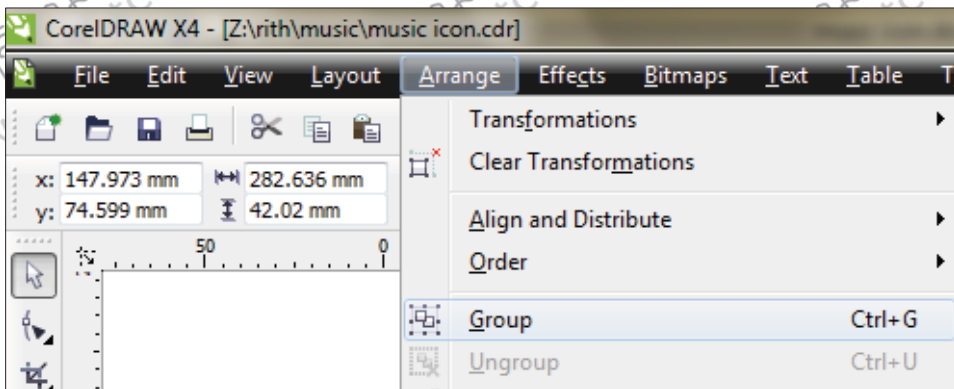 CorelDRAW X4 - [Z:\rith\music\music icon.cdr]
File Edit View Layout Arrange Effects Bitmaps Text Table T
Transformations
Clear Transformations
x: 147.973 mm 282.636 mm
y: 74.599 mm 42.02 mm
Align and Distribute
50 0
Order
Group Ctrl+G
Ungroup Ctrl+U